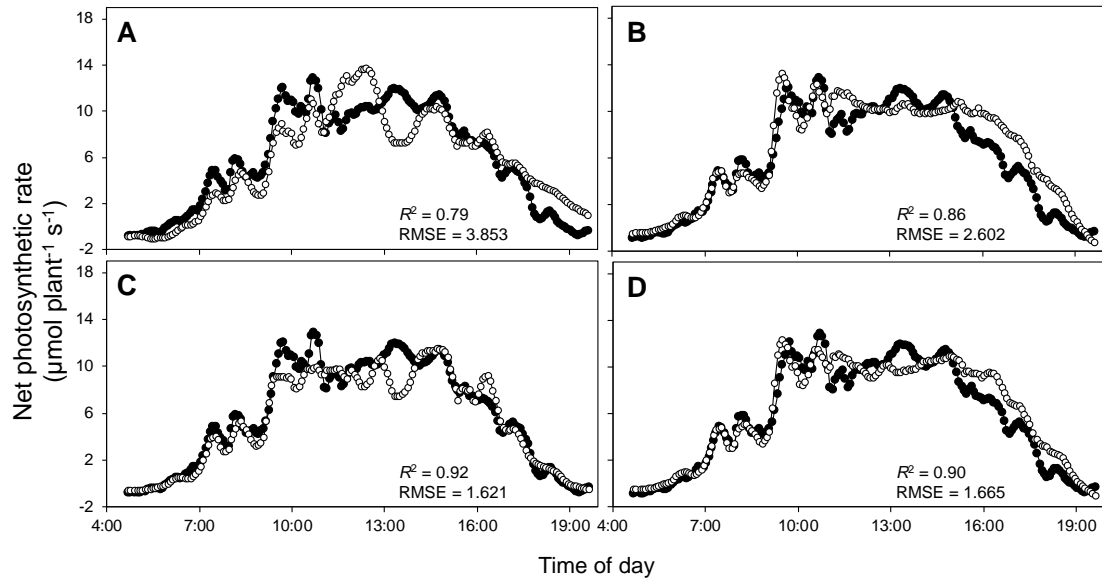 Net photosynthetic rate
(µmol plant⁻¹ s⁻¹)
18
14
10
6
2
-2
A
R² = 0.79
RMSE = 3.853
B
R² = 0.86
RMSE = 2.602
18
14
10
6
2
-2
C
R² = 0.92
RMSE = 1.621
D
R² = 0.90
RMSE = 1.665
4:00 7:00 10:00 13:00 16:00 19:00 4:00 7:00 10:00 13:00 16:00 19:00
Time of day